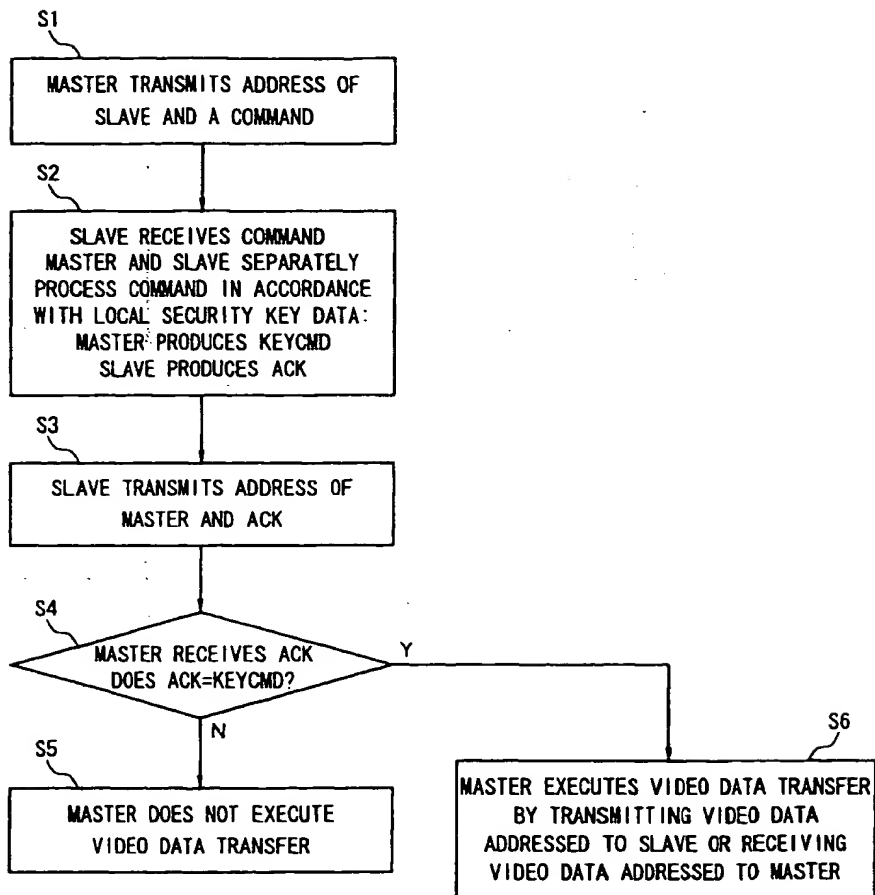 S1
MASTER TRANSMITS ADDRESS OF
SLAVE AND A COMMAND
S2
SLAVE RECEIVES COMMAND
MASTER AND SLAVE SEPARATELY
PROCESS COMMAND IN ACCORDANCE
WITH LOCAL SECURITY KEY DATA:
MASTER PRODUCES KEYCMD
SLAVE PRODUCES ACK
S3
SLAVE TRANSMITS ADDRESS OF
MASTER AND ACK
S4
MASTER RECEIVES ACK
DOES ACK=KEYCMD?
Y
N
S5
MASTER DOES NOT EXECUTE
VIDEO DATA TRANSFER
S6
MASTER EXECUTES VIDEO DATA TRANSFER
BY TRANSMITTING VIDEO DATA
ADDRESSED TO SLAVE OR RECEIVING
VIDEO DATA ADDRESSED TO MASTER